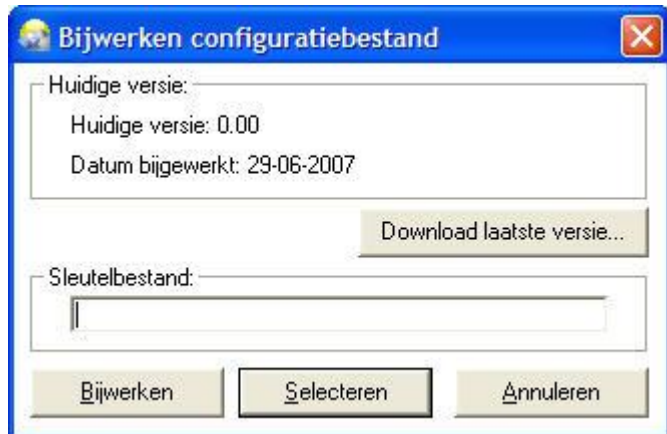 Bijwerken configuratiebestand
Huidige versie:
Huidige versie: 0.00
Datum bijgewerkt: 29-06-2007
Download laatste versie...
Sleutelbestand:
Bijwerken Selecteren Annuleren